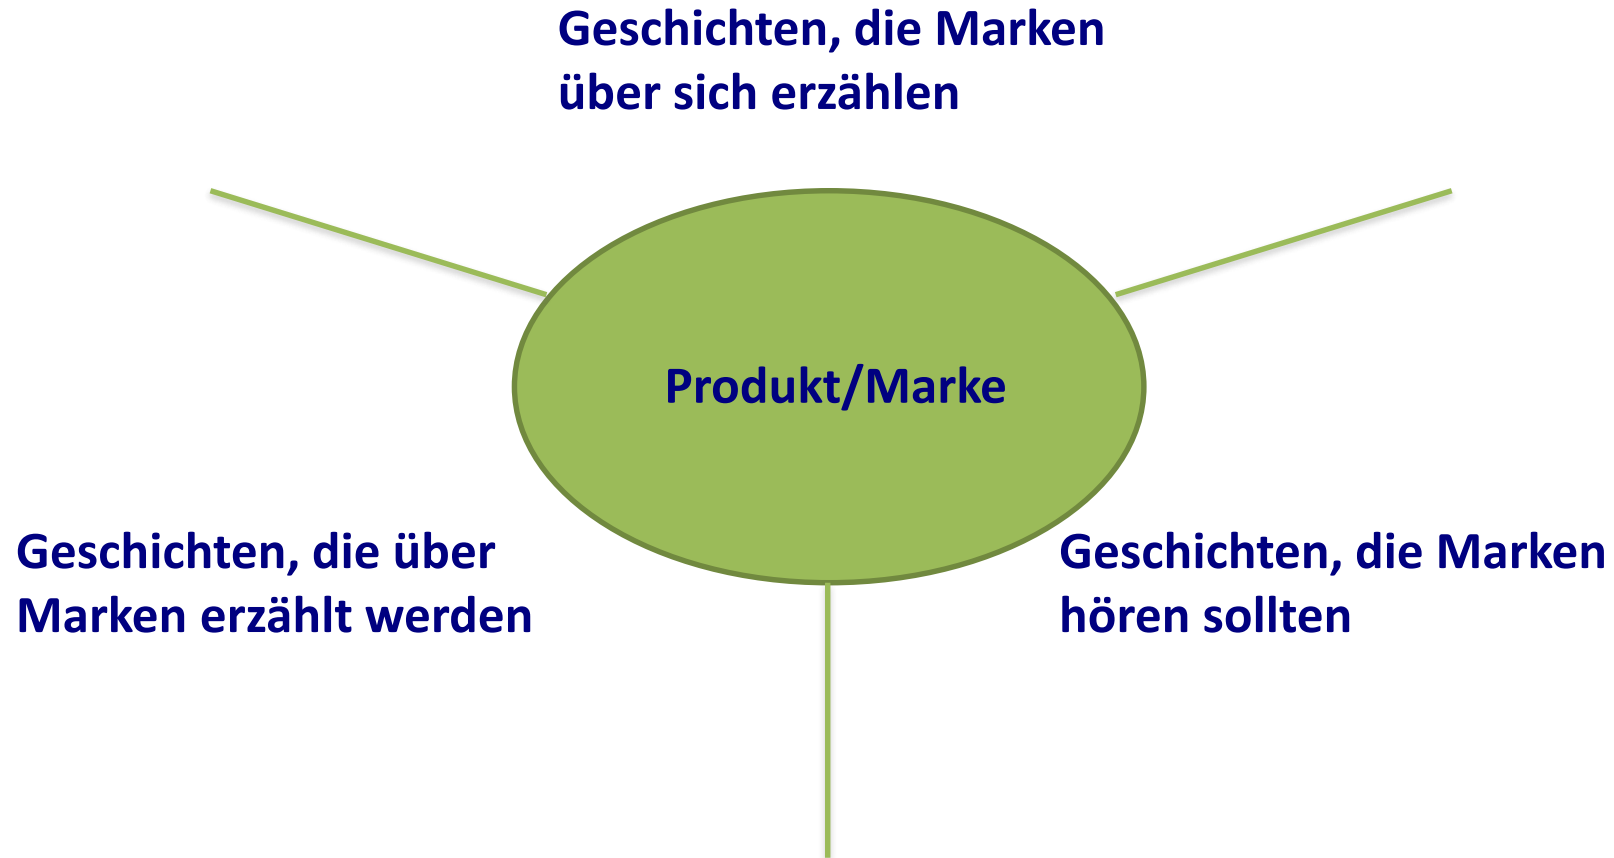 Geschichten, die Marken
über sich erzählen
Produkt/Marke
Geschichten, die über
Marken erzählt werden
Geschichten, die Marken
hören sollten